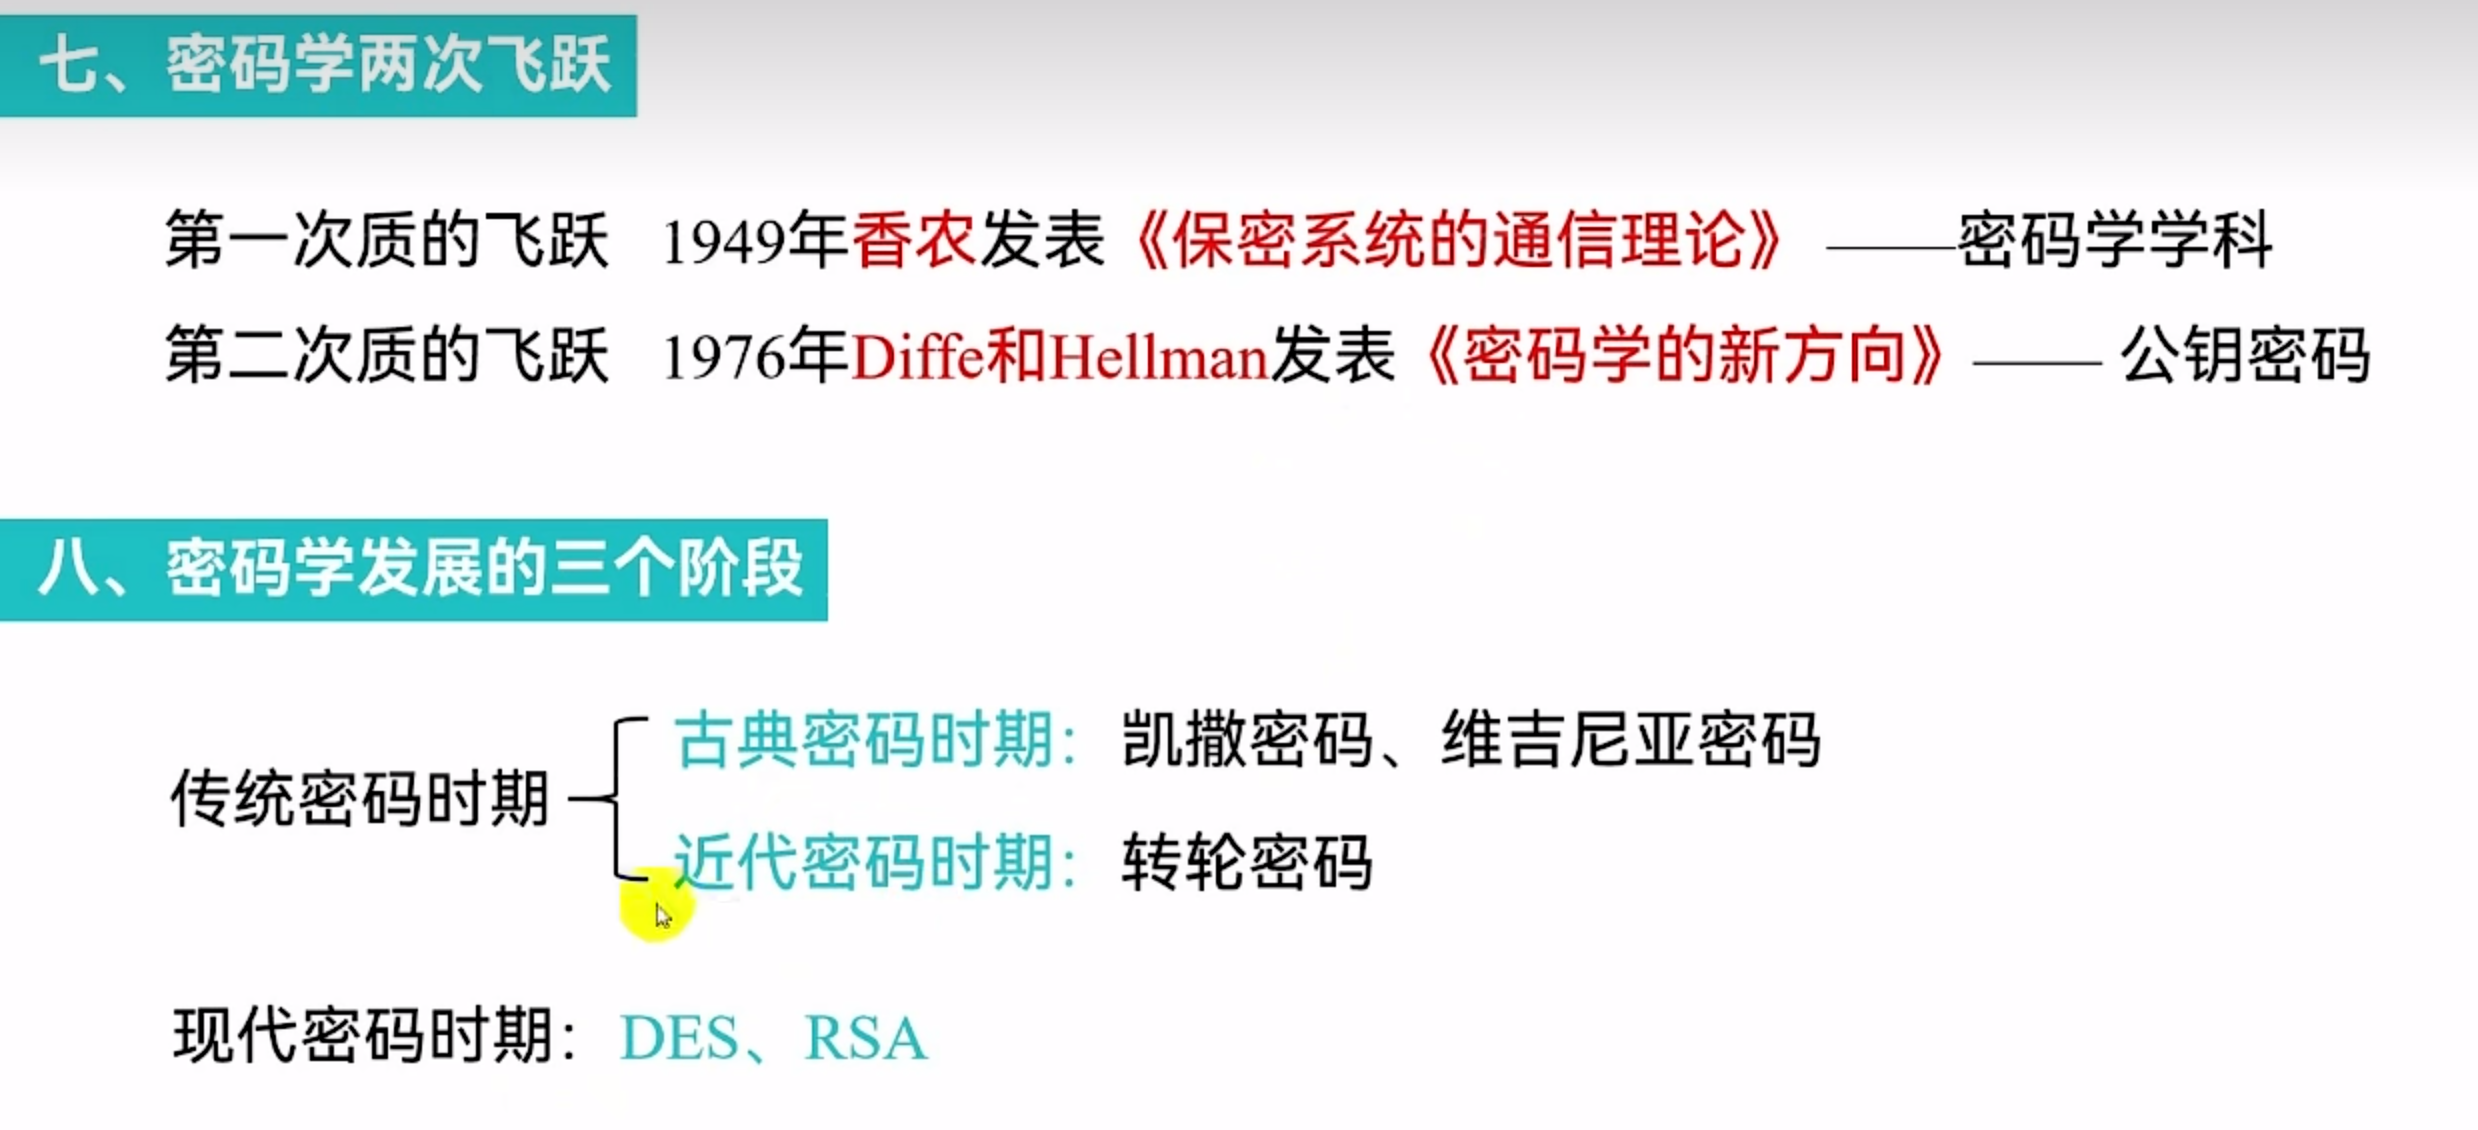 七、密码学两次飞跃
第一次质的飞跃 1949年香农发表《保密系统的通信理论》 ——密码学学科
第二次质的飞跃 1976年Diffe和Hellman发表《密码学的新方向》—— 公钥密码
八、密码学发展的三个阶段
传统密码时期
古典密码时期：凯撒密码、维吉尼亚密码
近代密码时期：转轮密码
现代密码时期：DES、RSA